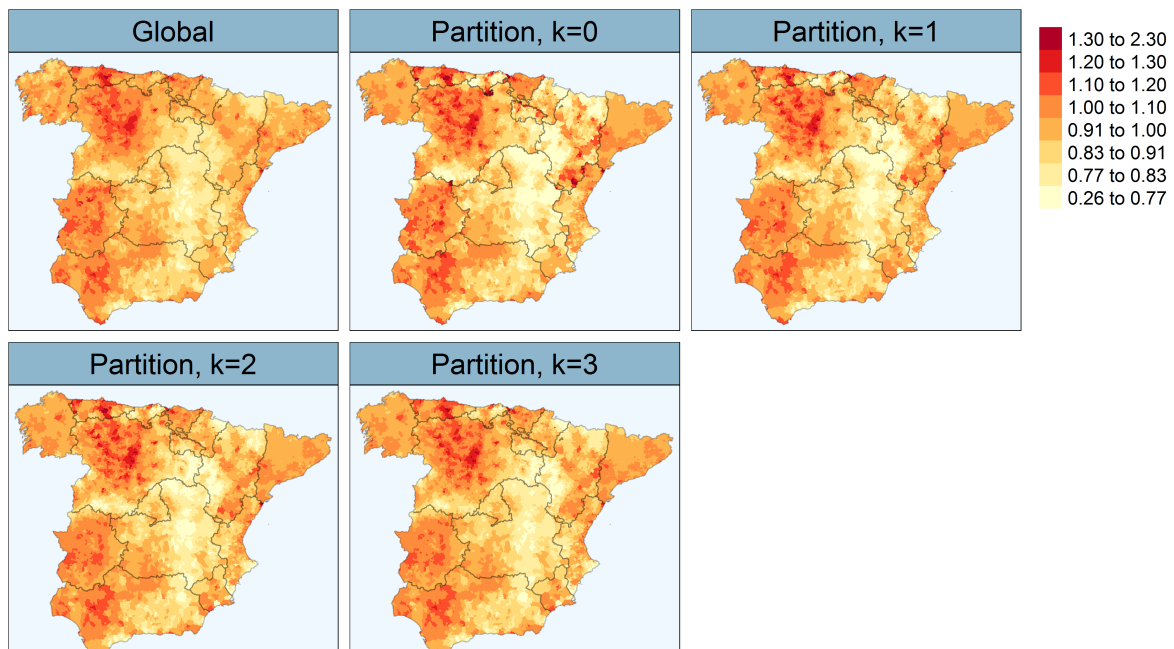 Global
Partition, k=0
Partition, k=1
1.30 to 2.30
1.20 to 1.30
1.10 to 1.20
1.00 to 1.10
0.91 to 1.00
0.83 to 0.91
0.77 to 0.83
0.26 to 0.77
Partition, k=2
Partition, k=3